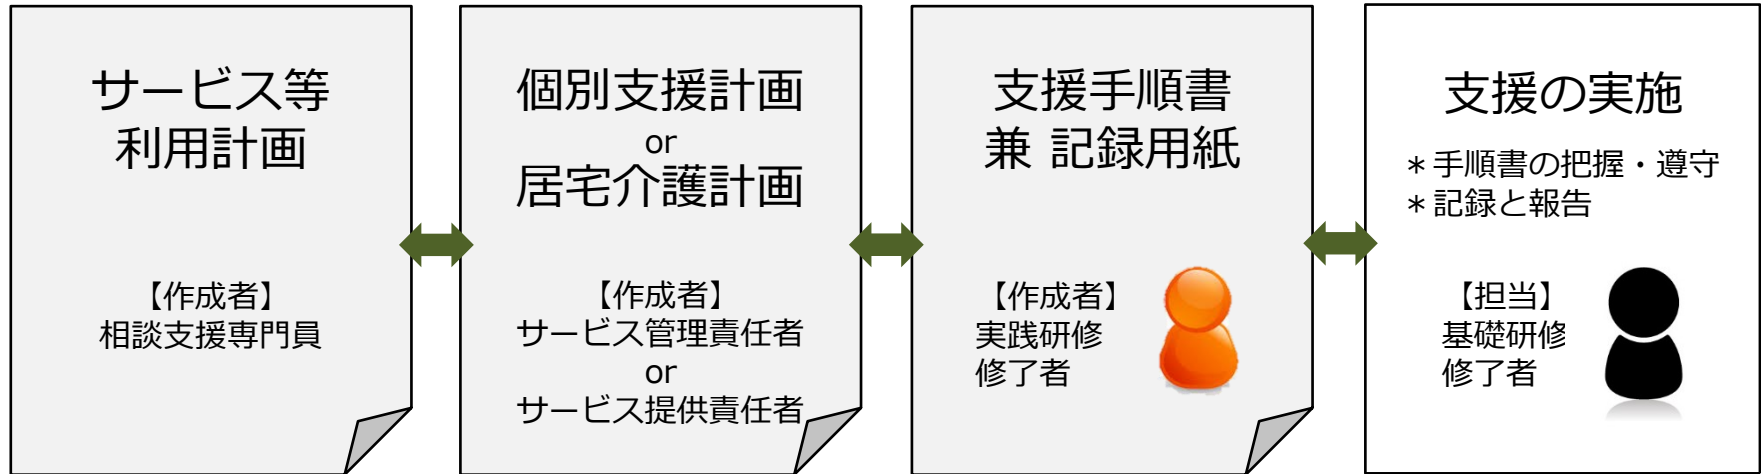 サービス等
利用計画
【作成者】
相談支援専門員
個別支援計画
or
居宅介護計画
【作成者】
サービス管理責任者
or
サービス提供責任者
支援手順書
兼 記録用紙
【作成者】
実践研修
修了者
支援の実施
＊手順書の把握・遵守
＊記録と報告
【担当】
基礎研修
修了者